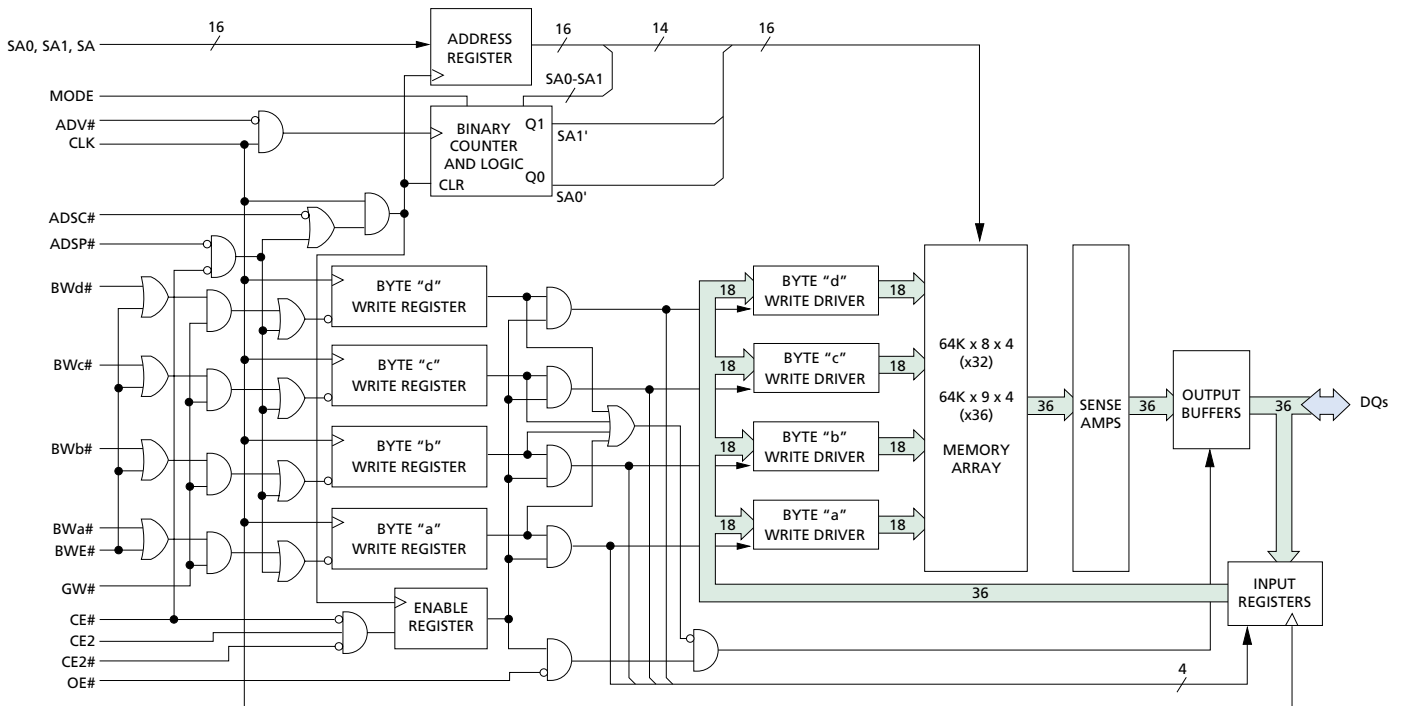 16
SA0, SA1, SA
ADDRESS
REGISTER
16
14
16
SA0-SA1
MODE
ADV#
CLK
BINARY
COUNTER
AND LOGIC
Q1
SA1'
Q0
SA0'
CLR
ADSC#
ADSP#
BWd#
BYTE “d”
WRITE REGISTER
18
BYTE “d”
WRITE DRIVER
18
BWc#
BYTE “c”
WRITE REGISTER
18
BYTE “c”
WRITE DRIVER
18
BWb#
BYTE “b”
WRITE REGISTER
18
BYTE “b”
WRITE DRIVER
18
BWa#
BWE#
BYTE “a”
WRITE REGISTER
18
BYTE “a”
WRITE DRIVER
18
64K x 8 x 4
(x32)
64K x 9 x 4
(x36)
MEMORY
ARRAY
36
SENSE
AMPS
36
OUTPUT
BUFFERS
36
DQs
GW#
CE#
CE2
CE2#
OE#
ENABLE
REGISTER
36
INPUT
REGISTERS
4